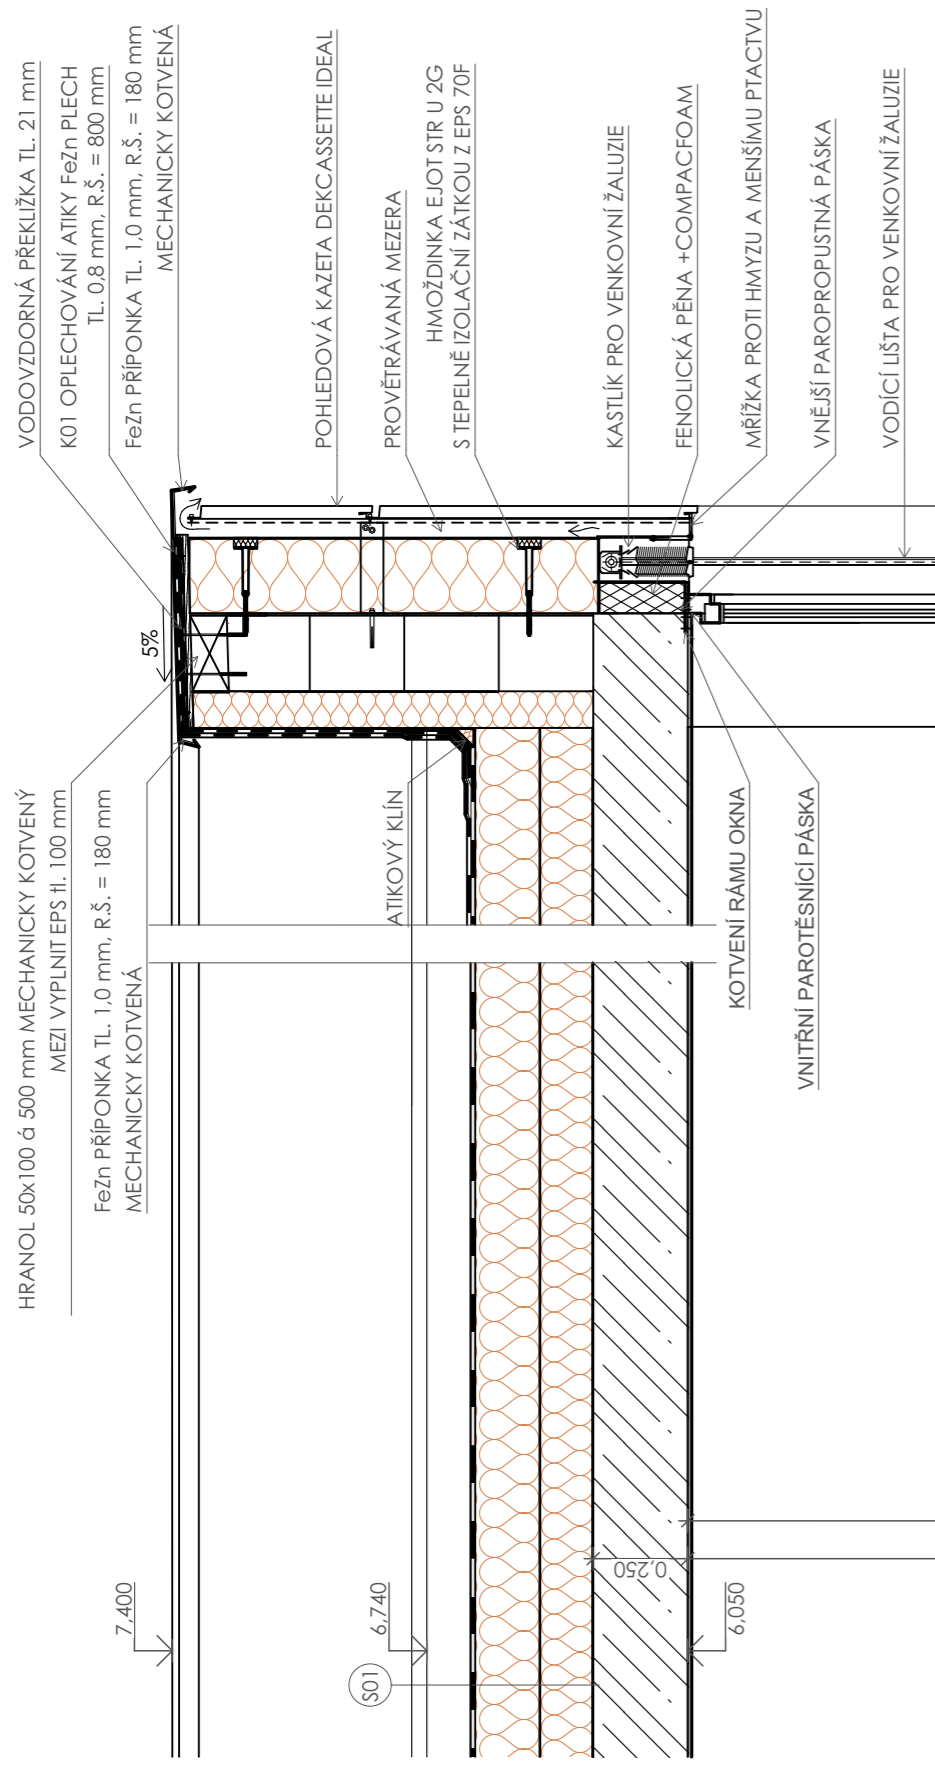 VODOVZDORNÁ PŘEKLIŽKA TL. 21 mm
K01 OPLECHOVÁNÍ ATIKY FeZn PLECH
TL. 0,8 mm, R.Š. = 800 mm
FeZn PŘÍPONKA TL. 1,0 mm, R.Š. = 180 mm
MECHANICKY KOTVENÁ
POHLEDOVÁ KAZETA DEKCASSETTE IDEAL
PROVĚTRÁVANÁ MEZERA
HMOŽDINKA EJOT STR U 2G
S TEPELNĚ IZOLAČNÍ ZÁTKOU Z EPS 70F
KASTLÍK PRO VENKOVNÍ ŽALUZIE
FENOLICKÁ PĚNA +COMPACFOAM
MŘÍŽKA PROTI HMYZU A MENŠÍMU PTACTVU
VNĚJŠÍ PAROPROPUSTNÁ PÁSKA
VODÍCÍ LIŠTA PRO VENKOVNÍ ŽALUZIE
5%
HRANOL 50x100 á 500 mm MECHANICKY KOTVENÝ
MEZI VYPLNIT EPS tl. 100 mm
FeZn PŘÍPONKA TL. 1,0 mm, R.Š. = 180 mm
MECHANICKY KOTVENÁ
ATIKOVÝ KLÍN
KOTVENÍ RÁMU OKNA
VNITŘNÍ PAROTĚSNÍCÍ PÁSKA
7,400
6,740
S01
0,250
6,050